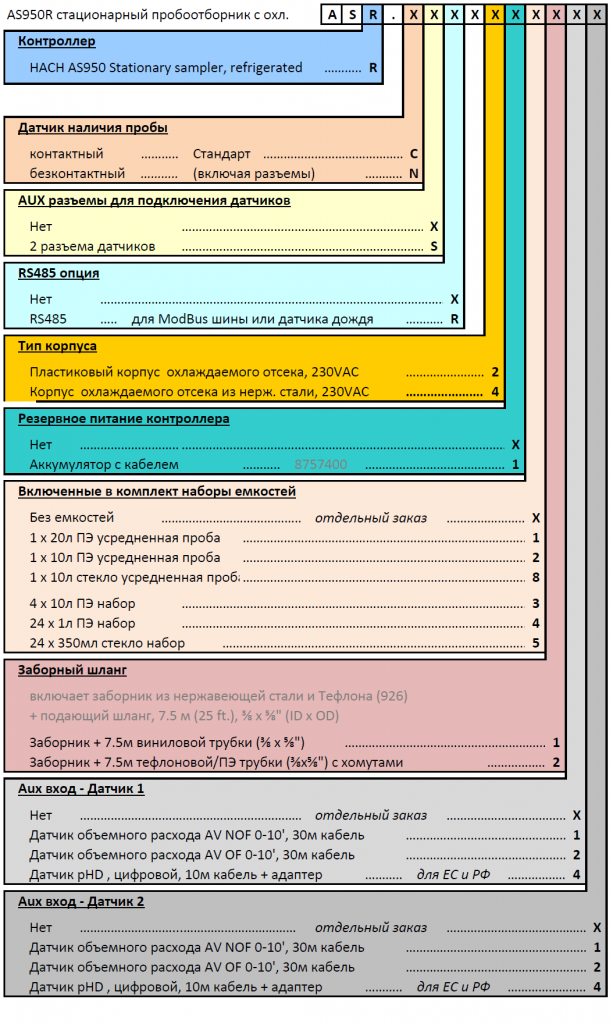 AS950R стационарный пробоотборник с охл. A S R . X X X X X X X X X X
Контроллер
HACH AS950 Stationary sampler, refrigerated ........... R
Датчик наличия пробы
контактный .......... Стандарт ........................................ C
безконтактный ........... (включая разъемы) .......... N
AUX разъемы для подключения датчиков
Нет ..................................................................... X
2 разъема датчиков ..................................................................... S
RS485 опция
Нет ......................................................................................... X
RS485 ..... для ModBus шины или датчика дождя ........... R
Тип корпуса
Пластиковый корпус охлаждаемого отсека, 230VAC ...................... 2
Корпус охлаждаемого отсека из нерж. стали, 230VAC ...................... 4
Резервное питание контроллера
Нет ............................................................................................................. X
Аккумулятор с кабелем .......... 8757400 ........................................ 1
Включенные в комплект наборы емкостей
Без емкостей ........................................ отдельный заказ ...................... X
1 x 20л ПЭ усредненная проба ................................................................................ 1
1 x 10л ПЭ усредненная проба ................................................................................ 2
1 x 10л стекло усредненная проба ................................................................................ 8
4 x 10л ПЭ набор ................................................................................................ 3
24 x 1л ПЭ набор ................................................................................................ 4
24 x 350мл стекло набор ..................................................................................... 5
Заборный шланг
включает заборник из нержавеющей стали и Тефлона (926)
+ подающий шланг, 7.5 м (25 ft.), ⅜ x ⅝" (ID x OD)
Заборник + 7.5м виниловой трубки (⅜ x ⅝") ........................................................ 1
Заборник + 7.5м тефлоновой/ПЭ трубки (⅜x⅝") с хомутами ........................................ 2
Aux вход - Датчик 1
Нет ............................................................ отдельный заказ ........................................ X
Датчик объемного расхода AV NOF 0-10', 30м кабель ............................................. 1
Датчик объемного расхода AV OF 0-10', 30м кабель ............................................. 2
Датчик pHD , цифровой, 10м кабель + адаптер .......... для ЕС и РФ ................ 4
Aux вход - Датчик 2
Нет ............................................................ отдельный заказ ........................................ X
Датчик объемного расхода AV NOF 0-10', 30м кабель .................................................. 1
Датчик объемного расхода AV OF 0-10', 30м кабель .................................................. 2
Датчик pHD , цифровой, 10м кабель + адаптер .......... для ЕС и РФ ...................... 4